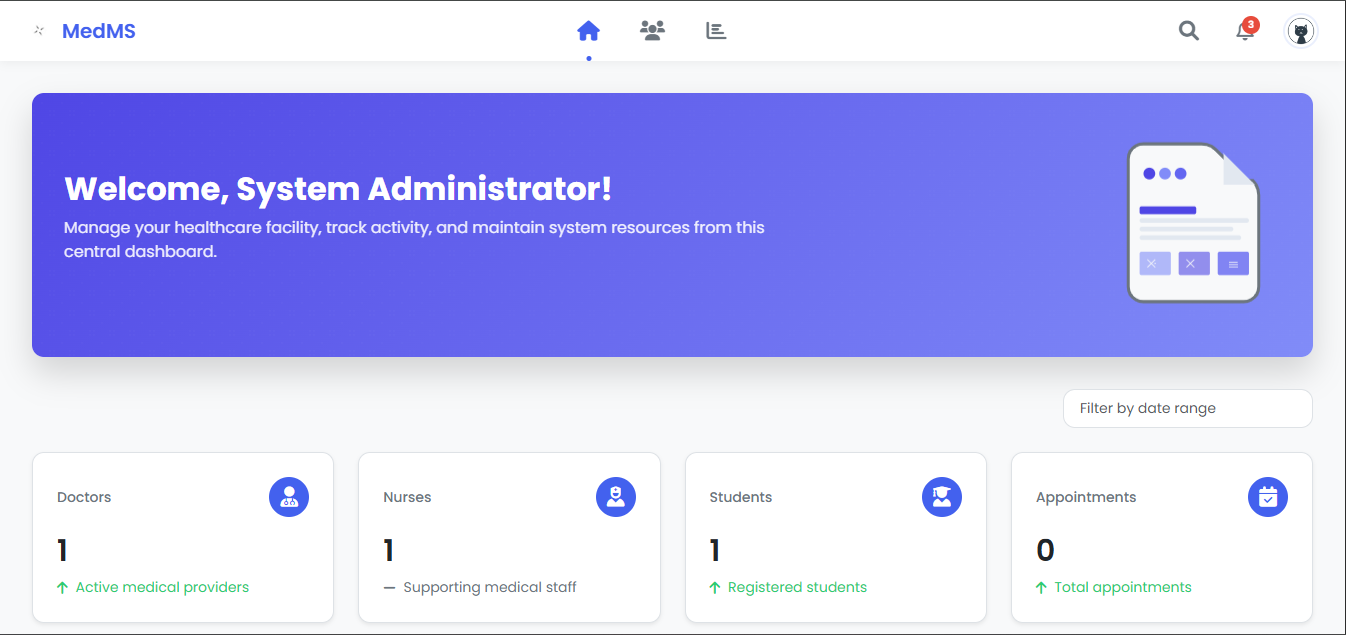 MedMS
3
Welcome, System Administrator!
Manage your healthcare facility, track activity, and maintain system resources from this
central dashboard.
Filter by date range
Doctors
1
Active medical providers
Nurses
1
Supporting medical staff
Students
1
Registered students
Appointments
0
Total appointments